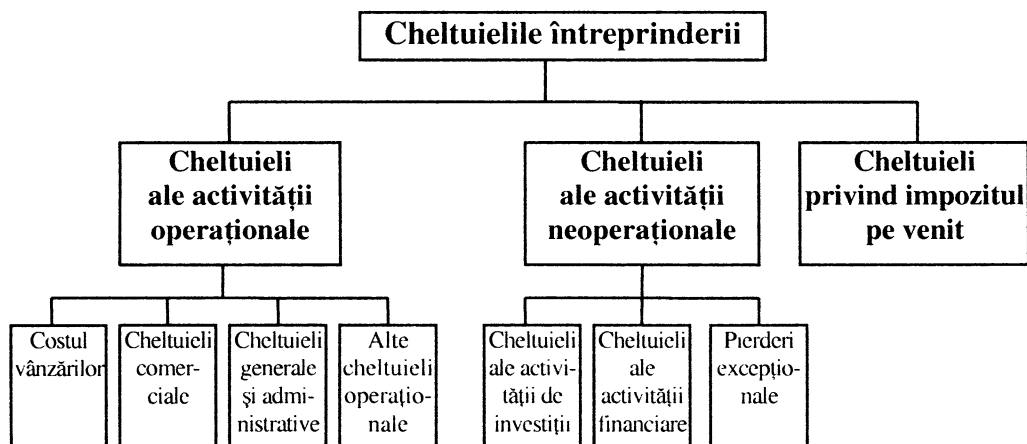 Cheltuielile întreprinderii
Cheltuieli
ale activității
operaționale
Cheltuieli
ale activității
neoperaționale
Cheltuieli
privind impozitul
pe venit
Costul
vânzărilor
Cheltuieli
comer-
ciale
Cheltuieli
generale
și admi-
nistrative
Alte
cheltuieli
operațio-
nale
Cheltuieli
ale activi-
tății de
investiții
Cheltuieli
ale
activității
financiare
Pierderi
excepțio-
nale